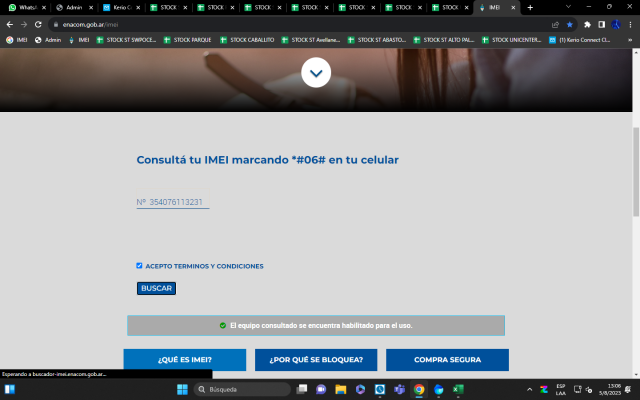 WhatsA
Admin
Kerio C
STOCK
STOCK
STOCK
STOCK
STOCK
STOCK
STOCK
IMEI
enacom.gob.ar/imei
IMEI
Admin
IMEI
STOCK ST SWPOCE...
STOCK PARQUE
STOCK CABALLITO
STOCK ST Avellane...
STOCK ST ABASTO...
STOCK ST ALTO PAL...
STOCK UNICENTER...
(1) Kerio Connect Cl...
»
Consultá tu IMEI marcando *#06# en tu celular
Nº 354076113231
ACEPTO TERMINOS Y CONDICIONES
BUSCAR
El equipo consultado se encuentra habilitado para el uso.
¿QUÉ ES IMEI?
¿POR QUÉ SE BLOQUEA?
COMPRA SEGURA
Esperando a buscador-imei.enacom.gob.ar...
Búsqueda
ESP
LAA
13:06
5/8/2023